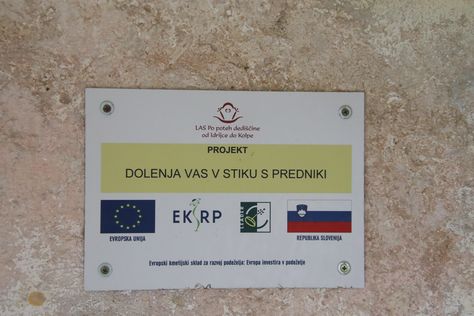 LAS Po poteh dediščine
od Idrijce do Kolpe
PROJEKT
DOLENJA VAS V STIKU S PREDNIKI
EKSRP
LEADER
EVROPSKA UNIJA
REPUBLIKA SLOVENIJA
Evropski kmetijski sklad za razvoj podeželja: Evropa investira v podeželje